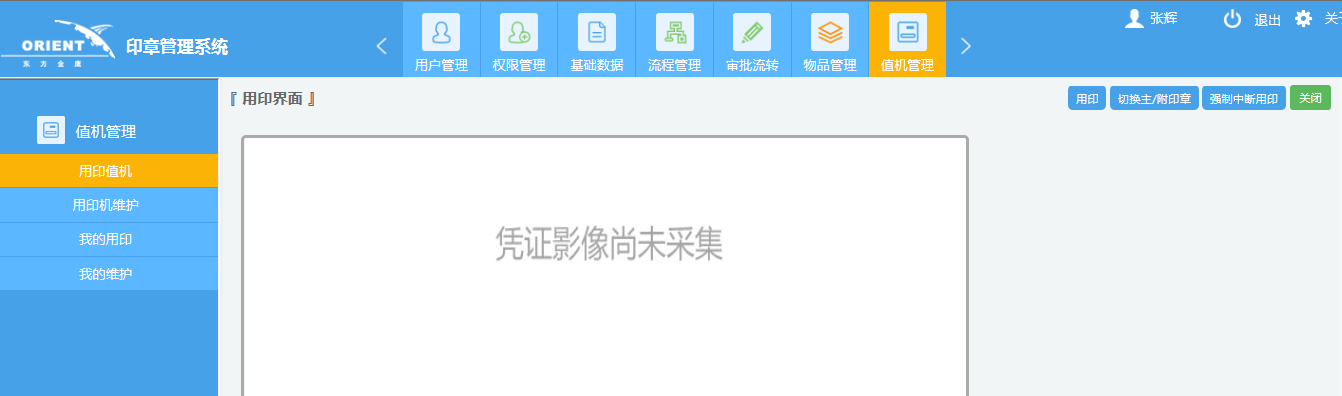 ORIENT
东方金康
印章管理系统
用户管理
权限管理
基础数据
流程管理
审批流转
物品管理
值机管理
张辉
退出
关于
值机管理
用印值机
用印机维护
我的用印
我的维护
『 用印界面 』
用印
切换主/附印章
强制中断用印
关闭
凭证影像尚未采集